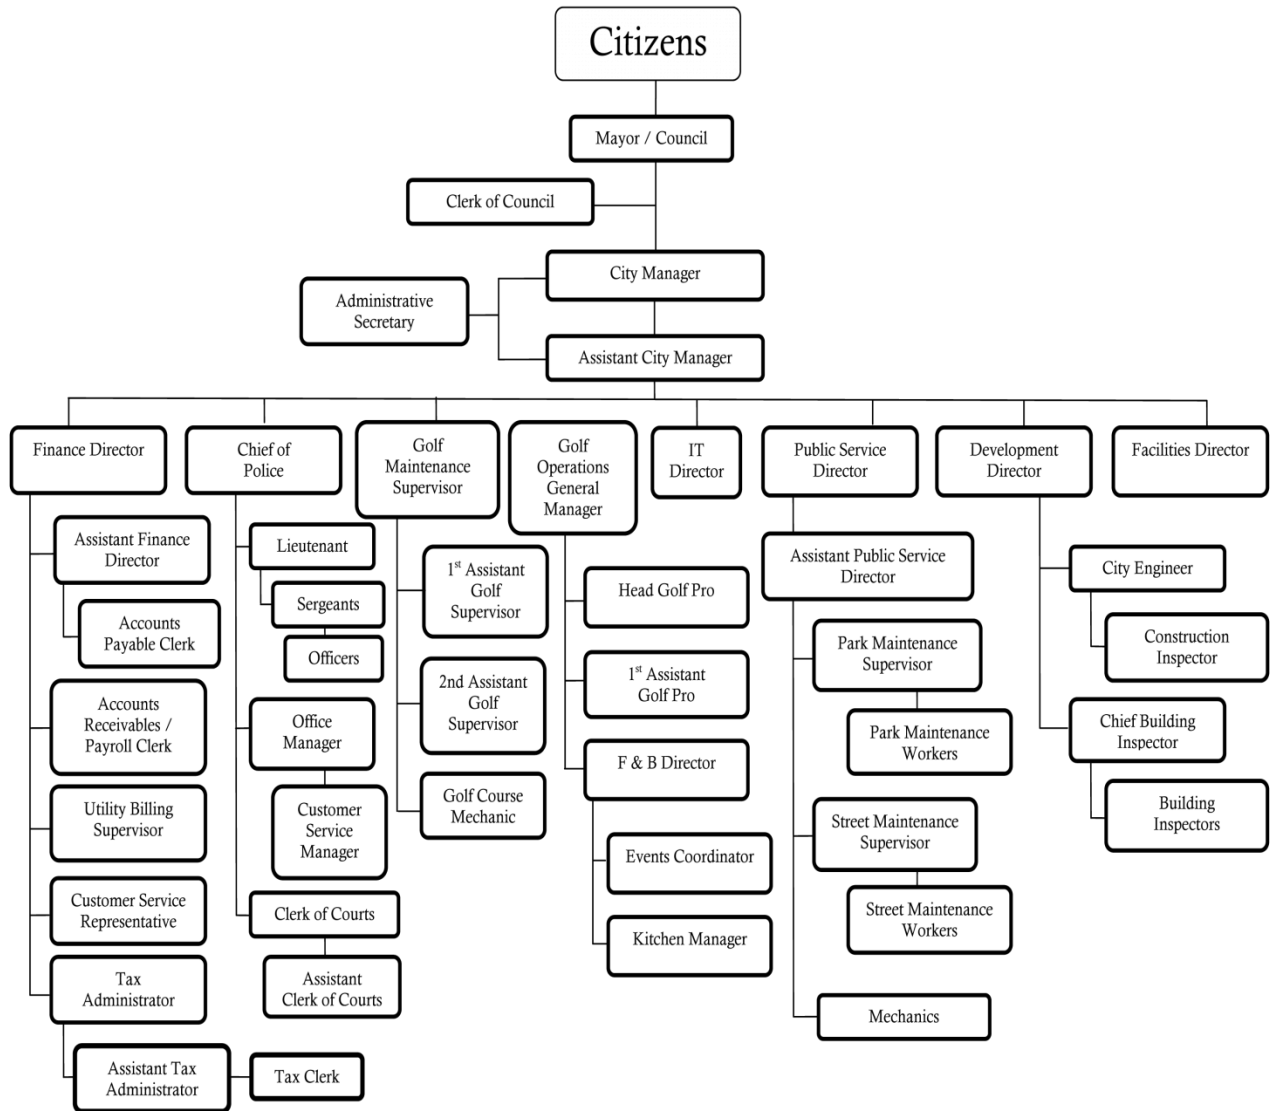 Citizens
Mayor / Council
Clerk of Council
City Manager
Administrative
Secretary
Assistant City Manager
Finance Director
Chief of
Police
Golf
Maintenance
Supervisor
Golf
Operations
General
Manager
IT
Director
Public Service
Director
Development
Director
Facilities Director
Assistant Finance
Director
Accounts
Payable Clerk
Accounts
Receivables /
Payroll Clerk
Utility Billing
Supervisor
Customer Service
Representative
Tax
Administrator
Assistant Tax
Administrator
Tax Clerk
Lieutenant
Sergeants
Officers
Office
Manager
Customer
Service
Manager
Clerk of Courts
Assistant
Clerk of Courts
1st Assistant
Golf
Supervisor
2nd Assistant
Golf
Supervisor
Golf Course
Mechanic
Head Golf Pro
1st Assistant
Golf Pro
F & B Director
Events Coordinator
Kitchen Manager
Assistant Public Service
Director
Park Maintenance
Supervisor
Park Maintenance
Workers
Street Maintenance
Supervisor
Street Maintenance
Workers
Mechanics
City Engineer
Construction
Inspector
Chief Building
Inspector
Building
Inspectors